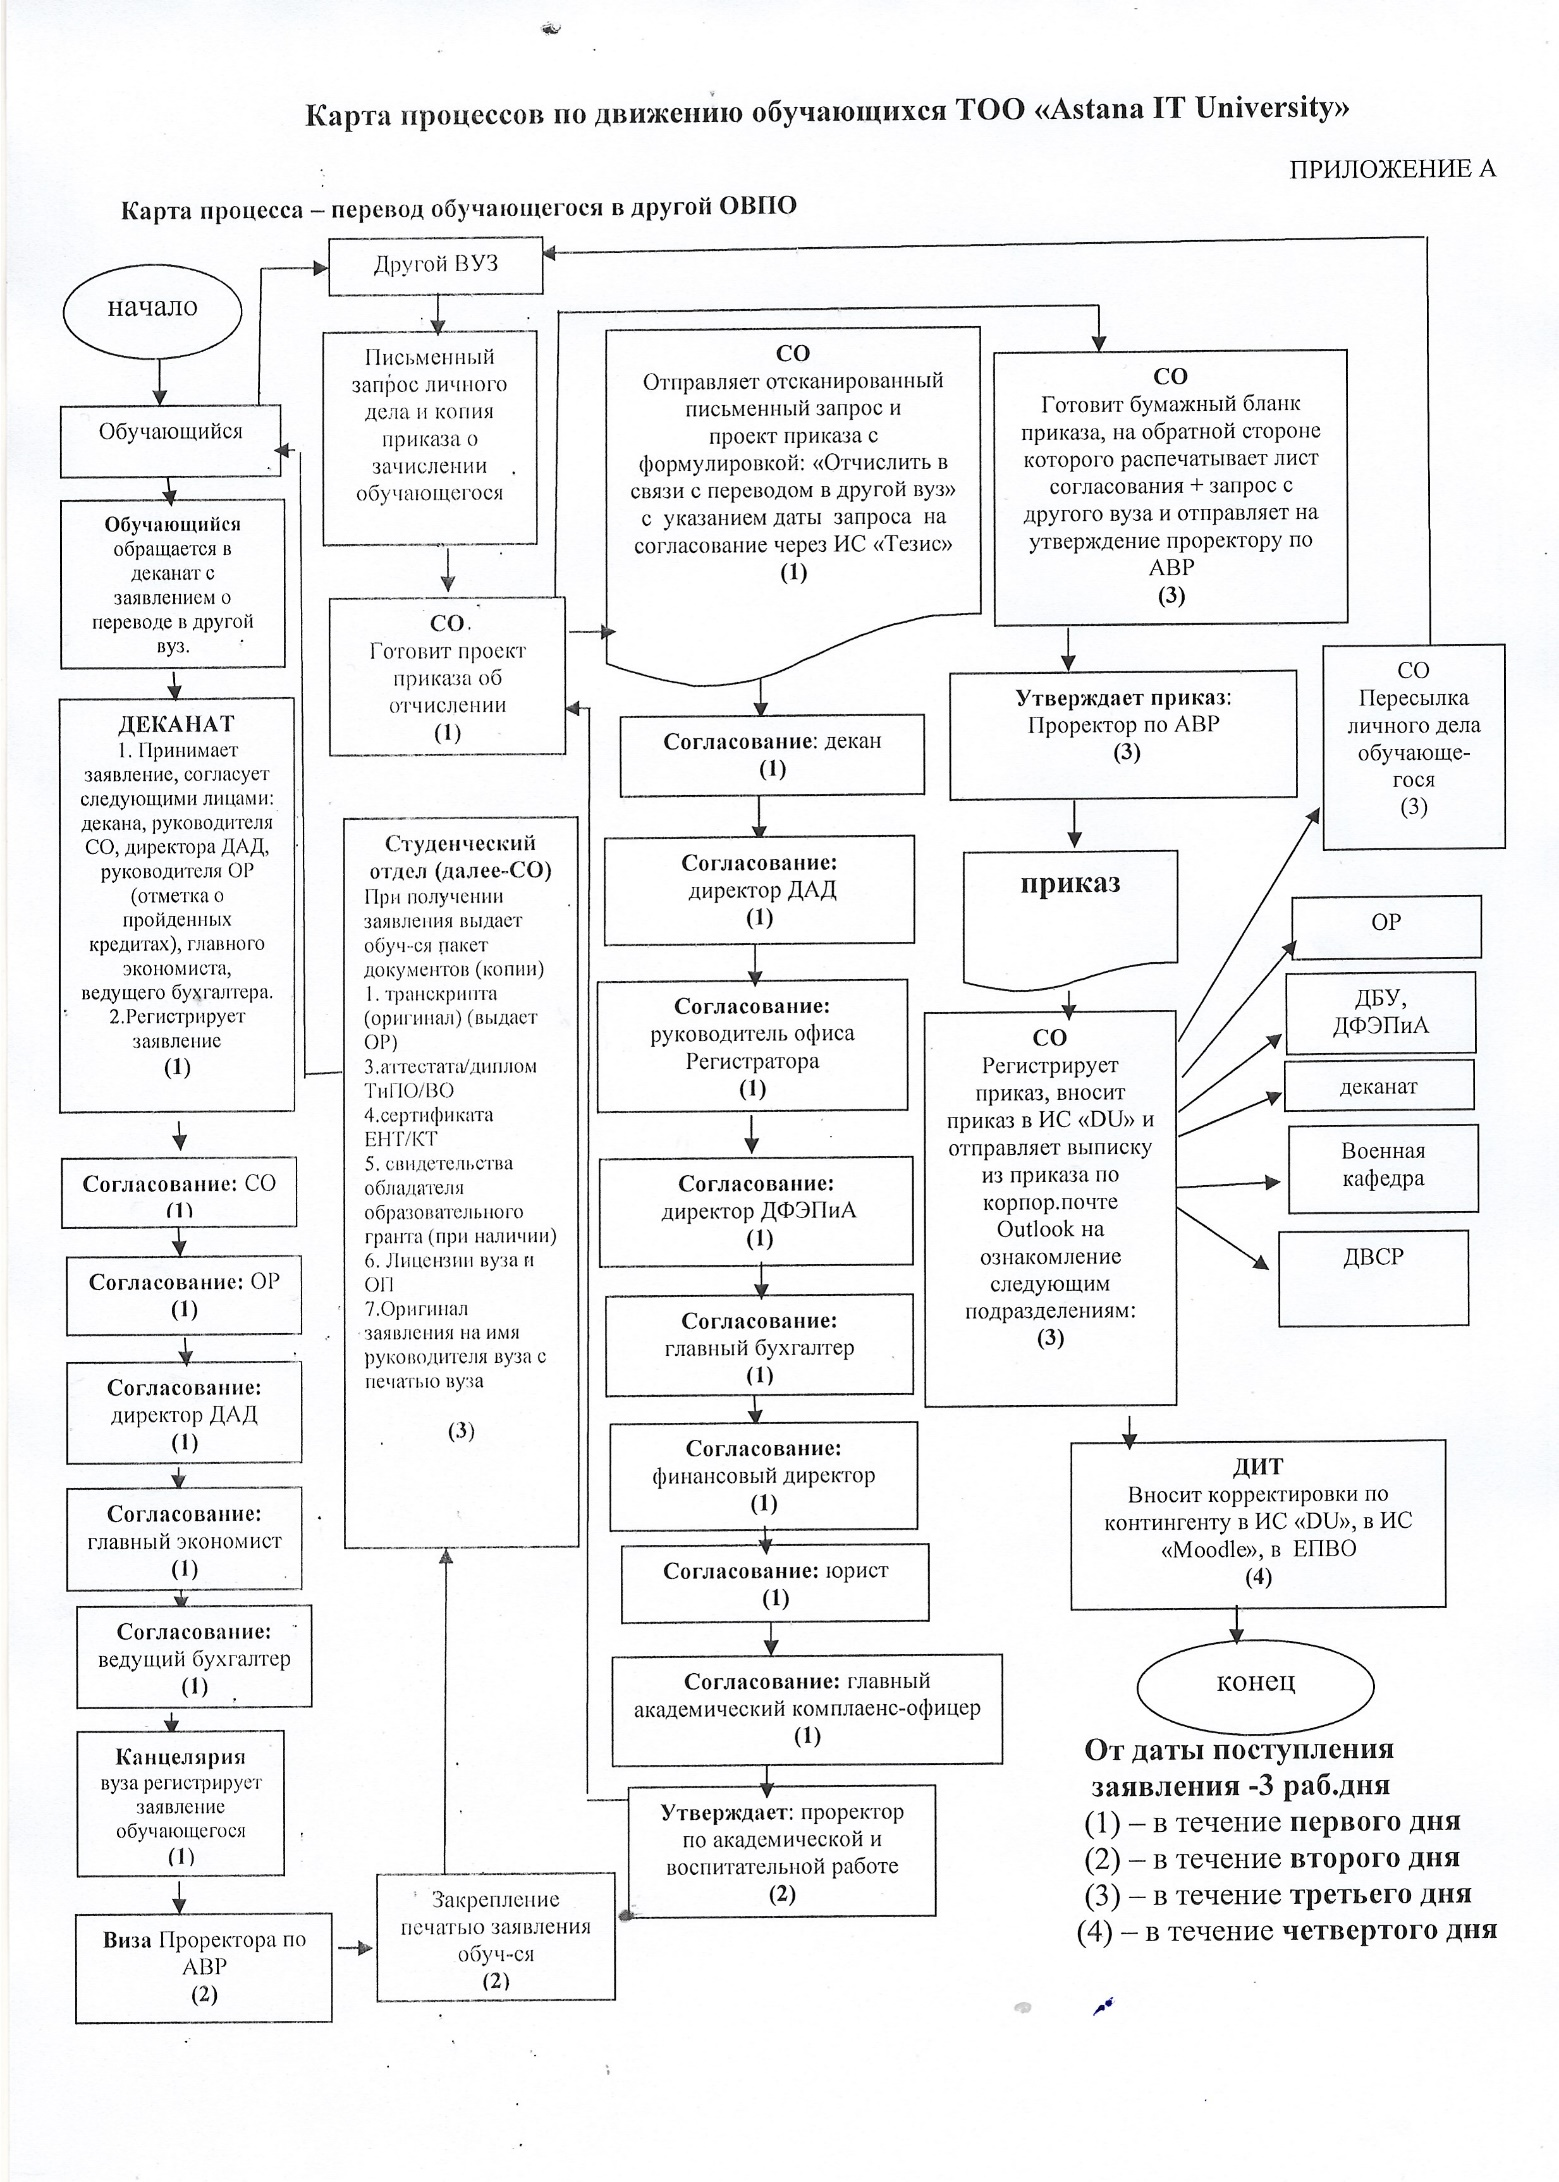 Карта процессов по движению обучающихся ТОО «Astana IT University»
ПРИЛОЖЕНИЕ А
Карта процесса – перевод обучающегося в другой ОВПО
начало
Обучающийся
Обучающийся
обращается в
деканат с
заявлением о
переводе в другой
вуз.
ДЕКАНАТ
1. Принимает
заявление, согласует
следующими лицами:
декана, руководителя
СО, директора ДАД,
руководителя ОР
(отметка о
пройденных
кредитах), главного
экономиста,
ведущего бухгалтера.
2.Регистрирует
заявление
(1)
Согласование: СО
(1)
Согласование: ОР
(1)
Согласование:
директор ДАД
(1)
Согласование:
главный экономист
(1)
Согласование:
ведущий бухгалтер
(1)
Канцелярия
вуза регистрирует
заявление
обучающегося
(1)
Виза Проректора по
АВР
(2)
Другой ВУЗ
Письменный
запрос личного
дела и копия
приказа о
зачислении
обучающегося
СО.
Готовит проект
приказа об
отчислении
(1)
Студенческий
отдел (далее-СО)
При получении
заявления выдает
обуч-ся пакет
документов (копии)
1. транскрипта
(оригинал) (выдает
ОР)
3.аттестата/диплом
ТиПО/ВО
4.сертификата
ЕНТ/КТ
5. свидетельства
обладателя
образовательного
гранта (при наличии)
6. Лицензии вуза и
ОП
7.Оригинал
заявления на имя
руководителя вуза с
печатью вуза
(3)
Закрепление
печатью заявления
обуч-ся
(2)
СО
Отправляет отсканированный
письменный запрос и
проект приказа с
формулировкой: «Отчислить в
связи с переводом в другой вуз»
с указанием даты запроса на
согласование через ИС «Тезис»
(1)
Согласование: декан
(1)
Согласование:
директор ДАД
(1)
Согласование:
руководитель офиса
Регистратора
(1)
Согласование:
директор ДФЭПиА
(1)
Согласование:
главный бухгалтер
(1)
Согласование:
финансовый директор
(1)
Согласование: юрист
(1)
Согласование: главный
академический комплаенс-офицер
(1)
Утверждает: проректор
по академической и
воспитательной работе
(2)
СО
Готовит бумажный бланк
приказа, на обратной стороне
которого распечатывает лист
согласования + запрос с
другого вуза и отправляет на
утверждение проректору по
АВР
(3)
Утверждает приказ:
Проректор по АВР
(3)
приказ
СО
Регистрирует
приказ, вносит
приказ в ИС «DU» и
отправляет выписку
из приказа по
корпор.почте
Outlook на
ознакомление
следующим
подразделениям:
(3)
СО
Пересылка
личного дела
обучающе-
гося
(3)
ОР
ДБУ,
ДФЭПиА
деканат
Военная
кафедра
ДВСР
ДИТ
Вносит корректировки по
контингенту в ИС «DU», в ИС
«Moodle», в ЕПВО
(4)
конец
От даты поступления
заявления -3 раб.дня
(1) – в течение первого дня
(2) – в течение второго дня
(3) – в течение третьего дня
(4) – в течение четвертого дня